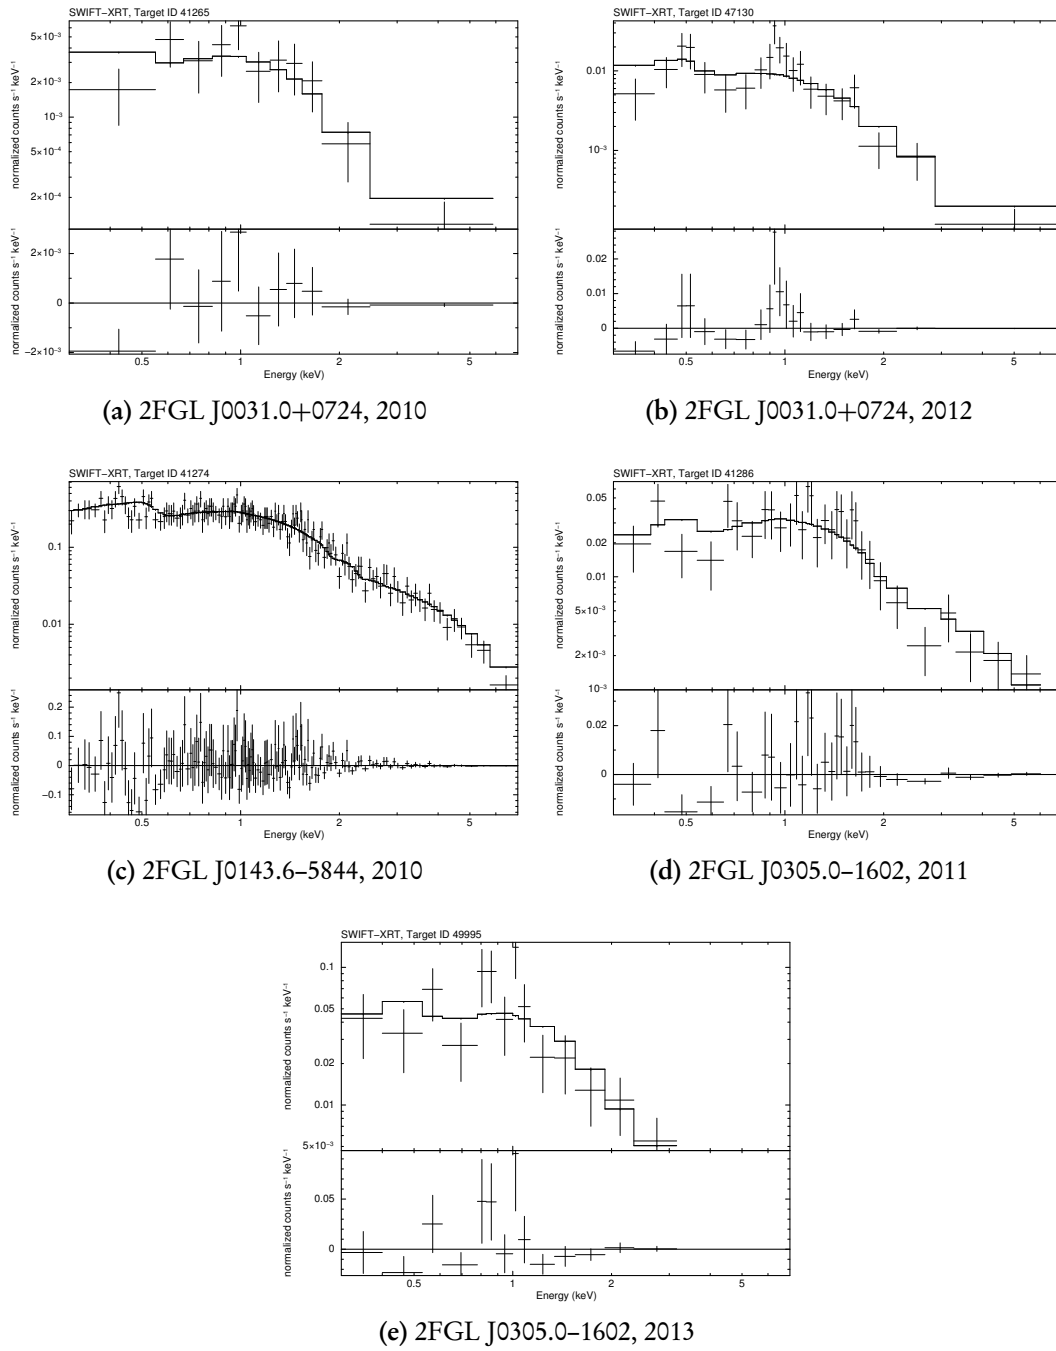 SWIFT−XRT, Target ID 41265
normalized counts s⁻¹ keV⁻¹
5×10⁻³
2×10⁻³
10⁻³
5×10⁻⁴
2×10⁻⁴
normalized counts s⁻¹ keV⁻¹
2×10⁻³
0
−2×10⁻³
0.5 1 2 5
Energy (keV)
(a) 2FGL J0031.0+0724, 2010
SWIFT−XRT, Target ID 47130
normalized counts s⁻¹ keV⁻¹
0.01
10⁻³
normalized counts s⁻¹ keV⁻¹
0.02
0.01
0
0.5 1 2 5
Energy (keV)
(b) 2FGL J0031.0+0724, 2012
SWIFT−XRT, Target ID 41274
normalized counts s⁻¹ keV⁻¹
0.1
0.01
normalized counts s⁻¹ keV⁻¹
0.2
0.1
0
−0.1
0.5 1 2 5
Energy (keV)
(c) 2FGL J0143.6–5844, 2010
SWIFT−XRT, Target ID 41286
normalized counts s⁻¹ keV⁻¹
0.05
0.02
0.01
5×10⁻³
2×10⁻³
10⁻³
normalized counts s⁻¹ keV⁻¹
0.02
0
0.5 1 2 5
Energy (keV)
(d) 2FGL J0305.0–1602, 2011
SWIFT−XRT, Target ID 49995
normalized counts s⁻¹ keV⁻¹
0.1
0.05
0.02
0.01
5×10⁻³
normalized counts s⁻¹ keV⁻¹
0.05
0
0.5 1 2 5
Energy (keV)
(e) 2FGL J0305.0–1602, 2013